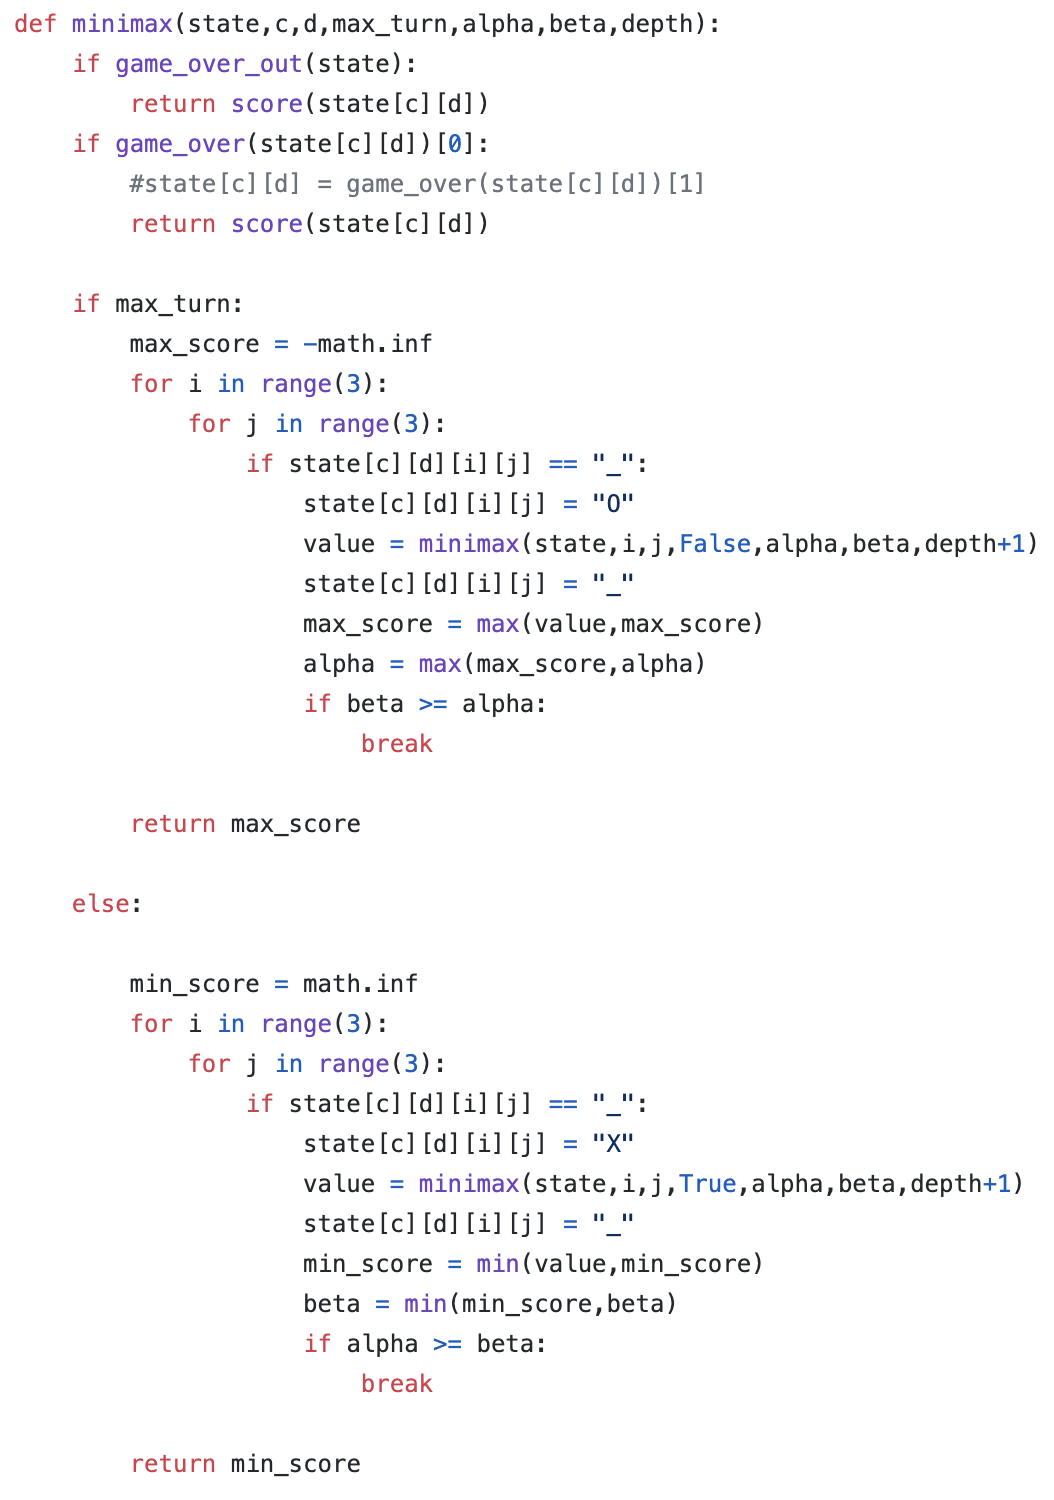 def minimax(state,c,d,max_turn,alpha,beta,depth):
    if game_over_out(state):
        return score(state[c][d])
    if game_over(state[c][d])[0]:
        #state[c][d] = game_over(state[c][d])[1]
        return score(state[c][d])

    if max_turn:
        max_score = -math.inf
        for i in range(3):
            for j in range(3):
                if state[c][d][i][j] == "_":
                    state[c][d][i][j] = "O"
                    value = minimax(state,i,j,False,alpha,beta,depth+1)
                    state[c][d][i][j] = "_"
                    max_score = max(value,max_score)
                    alpha = max(max_score,alpha)
                    if beta >= alpha:
                        break

        return max_score

    else:

        min_score = math.inf
        for i in range(3):
            for j in range(3):
                if state[c][d][i][j] == "_":
                    state[c][d][i][j] = "X"
                    value = minimax(state,i,j,True,alpha,beta,depth+1)
                    state[c][d][i][j] = "_"
                    min_score = min(value,min_score)
                    beta = min(min_score,beta)
                    if alpha >= beta:
                        break

        return min_score